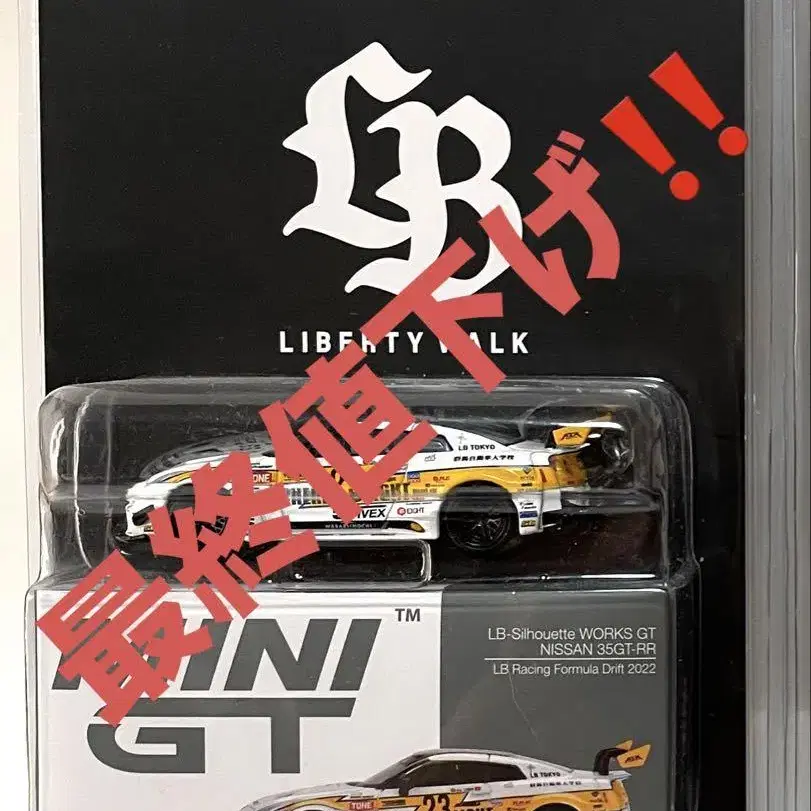 LB
LIBERTY WALK
最終値下げ‼
LB TOKYO
TONE
MINI
GT
™
LB-Silhouette WORKS GT
NISSAN 35GT-RR
LB Racing Formula Drift 2022
LB TOKYO
TONE
23